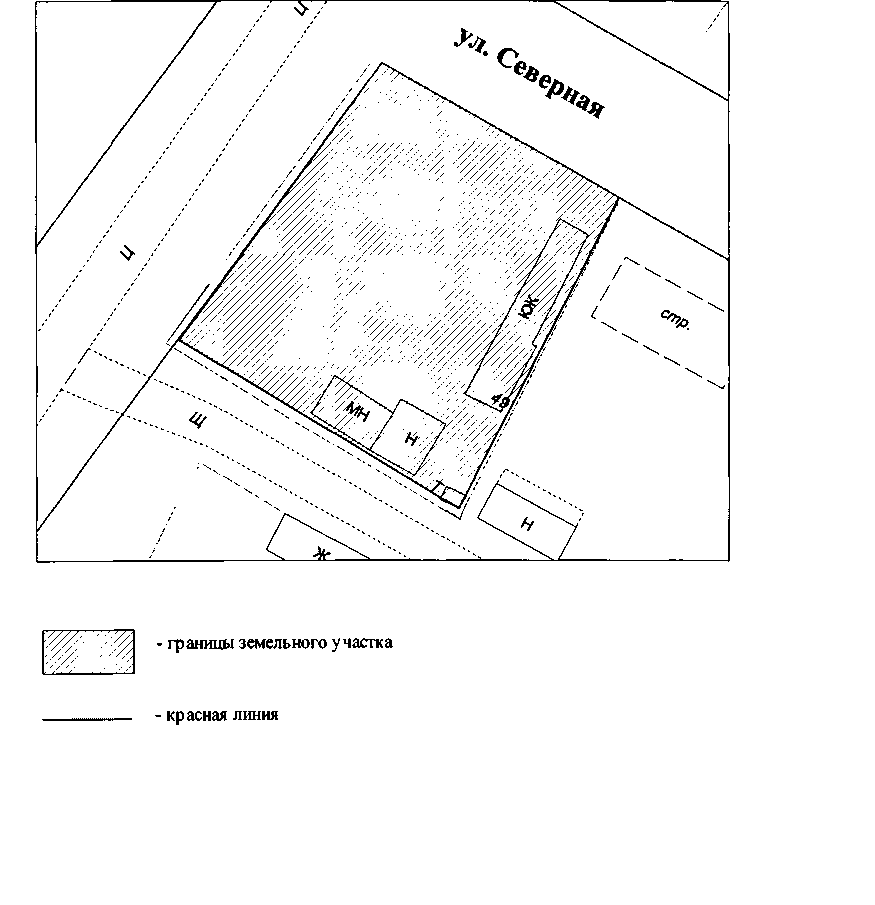 Ц
ул. Северная
Ц
стр.
КЖ
49
МН
Н
Щ
Н
Ж
- границы земельного участка
- красная линия